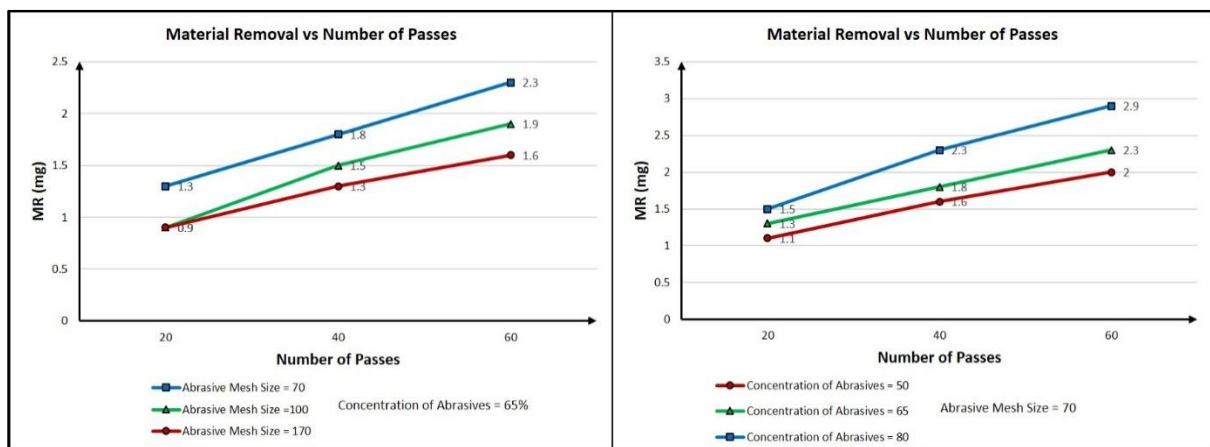 Material Removal vs Number of Passes
2.5
2
1.5
1
0.5
0
MR (mg)
2.3
1.9
1.8
1.6
1.5
1.3
1.3
0.9
20 40 60
Number of Passes
Abrasive Mesh Size = 70
Abrasive Mesh Size =100
Abrasive Mesh Size = 170
Concentration of Abrasives = 65%
Material Removal vs Number of Passes
3.5
3
2.5
2
1.5
1
0.5
0
MR (mg)
2.9
2.3
2.3
2
1.8
1.6
1.5
1.3
1.1
20 40 60
Number of Passes
Concentration of Abrasives = 50
Concentration of Abrasives = 65
Concentration of Abrasives = 80
Abrasive Mesh Size = 70